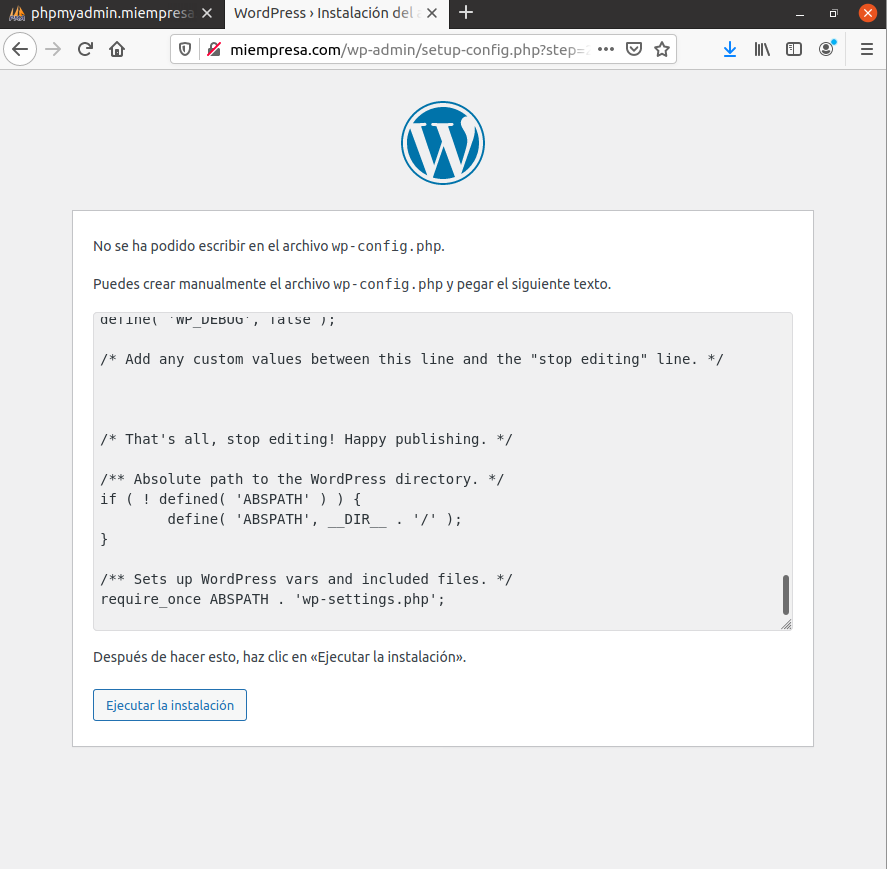 phpmyadmin.miempresa
WordPress › Instalación del a
miempresa.com/wp-admin/setup-config.php?step=
No se ha podido escribir en el archivo wp-config.php.
Puedes crear manualmente el archivo wp-config.php y pegar el siguiente texto.
define( 'WP_DEBUG', false );
/* Add any custom values between this line and the "stop editing" line. */
/* That's all, stop editing! Happy publishing. */
/** Absolute path to the WordPress directory. */
if ( ! defined( 'ABSPATH' ) ) {
define( 'ABSPATH', __DIR__ . '/' );
}
/** Sets up WordPress vars and included files. */
require_once ABSPATH . 'wp-settings.php';
Después de hacer esto, haz clic en «Ejecutar la instalación».
Ejecutar la instalación